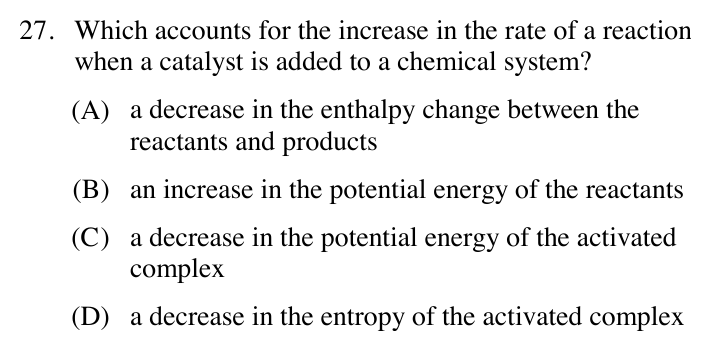 27. Which accounts for the increase in the rate of a reaction
when a catalyst is added to a chemical system?
(A) a decrease in the enthalpy change between the
reactants and products
(B) an increase in the potential energy of the reactants
(C) a decrease in the potential energy of the activated
complex
(D) a decrease in the entropy of the activated complex